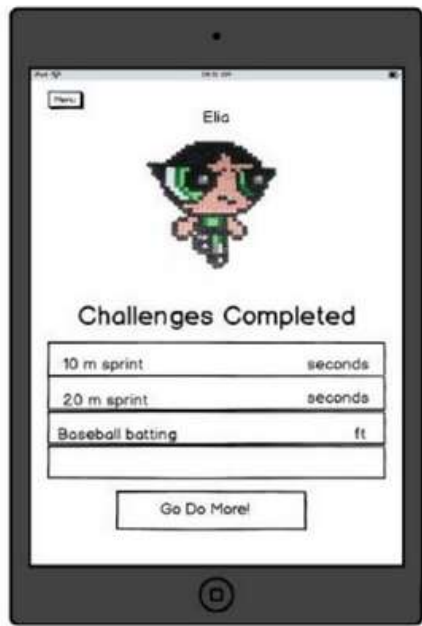 Menu
Elia
Challenges Completed
10 m sprint seconds
20 m sprint seconds
Baseball batting ft
Go Do More!